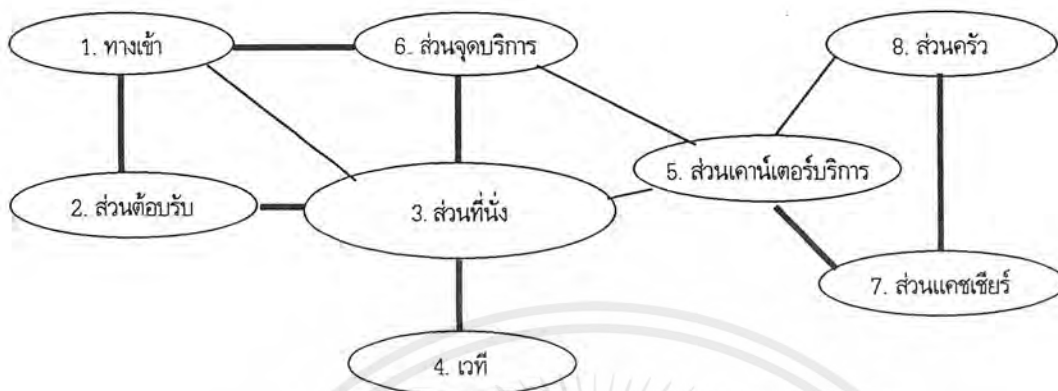 1. ทางเข้า
6. ส่วนจุดบริการ
8. ส่วนครัว
2. ส่วนต้อบรับ
3. ส่วนที่นั่ง
5. ส่วนเคาน์เตอร์บริการ
7. ส่วนแคชเชียร์
4. เวที